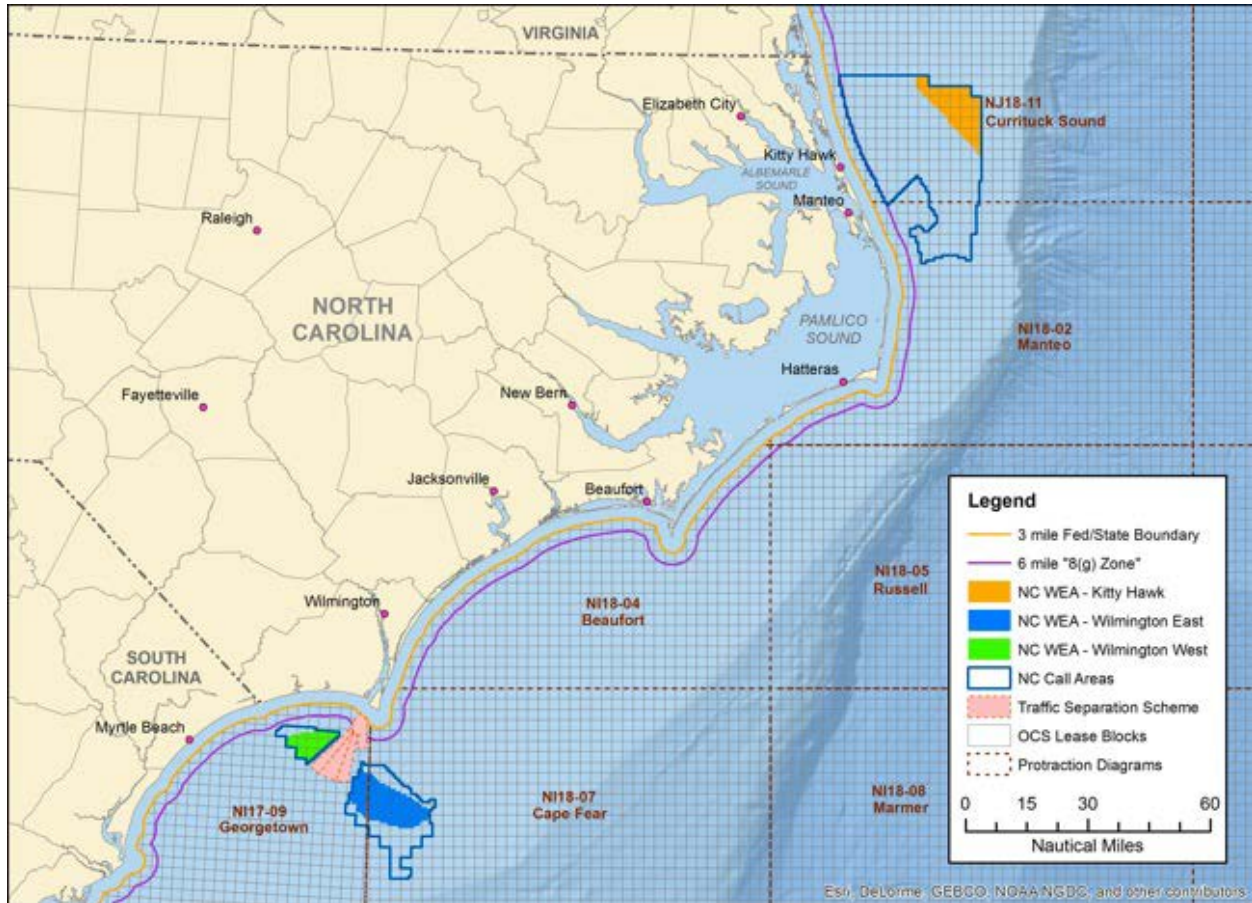 VIRGINIA
Elizabeth City
NJ18-11
Currituck Sound
Kitty Hawk
ALBEMARLE
SOUND
Manteo
Raleigh
NORTH
CAROLINA
PAMLICO
SOUND
NI18-02
Manteo
Hatteras
Fayetteville
New Bern
Jacksonville
Beaufort
Legend
3 mile Fed/State Boundary
6 mile "8(g) Zone"
NC WEA - Kitty Hawk
NC WEA - Wilmington East
NC WEA - Wilmington West
NC Call Areas
Traffic Separation Scheme
OCS Lease Blocks
Protraction Diagrams
0 15 30 60
Nautical Miles
NI18-05
Russell
NI18-04
Beaufort
Wilmington
SOUTH
CAROLINA
Myrtle Beach
NI17-09
Georgetown
NI18-07
Cape Fear
NI18-08
Marmer
Esri, DeLorme, GEBCO, NOAA NGDC, and other contributors